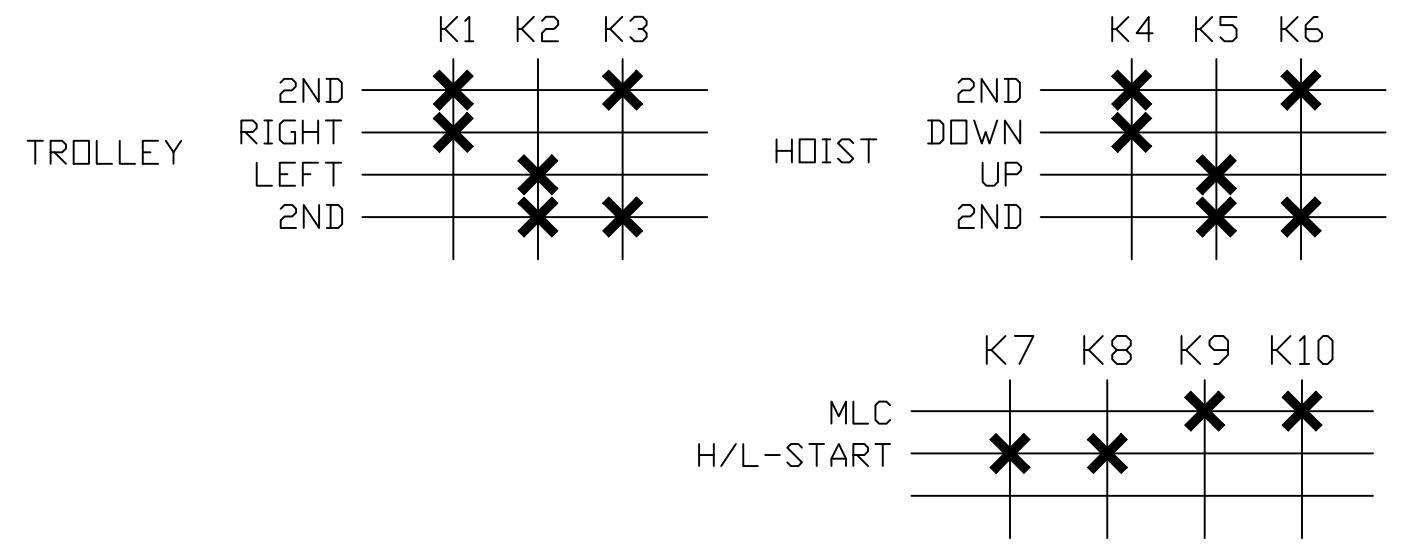 K1 K2 K3
2ND
RIGHT
TROLLEY
LEFT
2ND
K4 K5 K6
2ND
DOWN
HOIST
UP
2ND
K7 K8 K9 K10
MLC
H/L-START